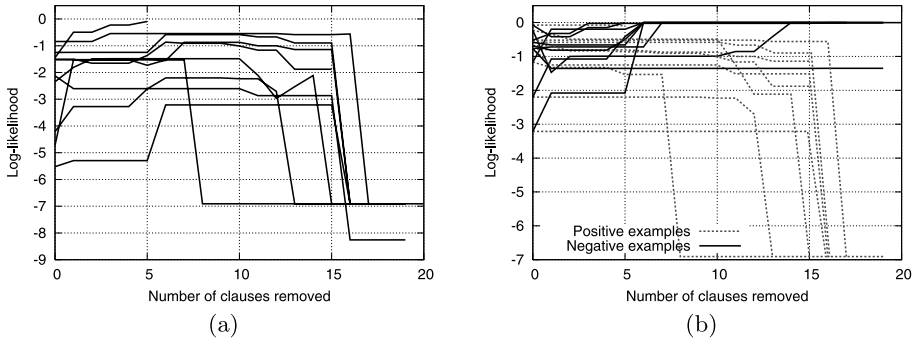 0
-1
-2
-3
-4
-5
-6
-7
-8
-9
Log-likelihood
0 5 10 15 20
Number of clauses removed
(a)
0
-1
-2
-3
-4
-5
-6
-7
Log-likelihood
Positive examples
Negative examples
0 5 10 15 20
Number of clauses removed
(b)